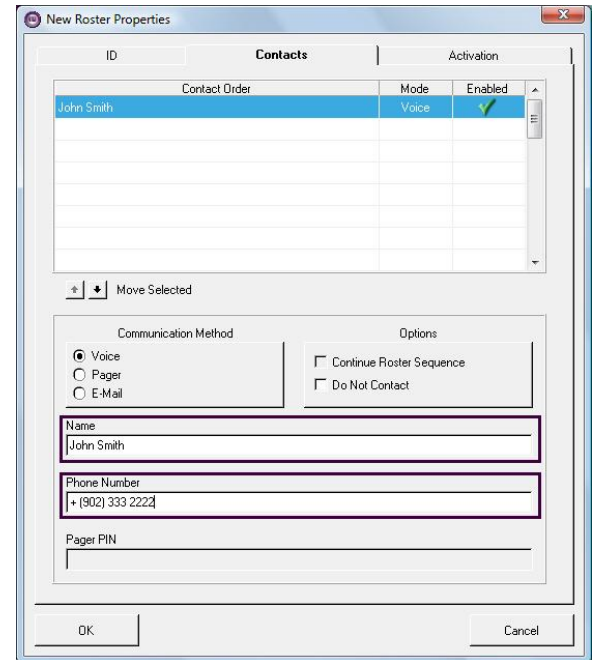 New Roster Properties
ID Contacts Activation
Contact Order Mode Enabled
John Smith Voice
Move Selected
Communication Method
Voice
Pager
E-Mail
Options
Continue Roster Sequence
Do Not Contact
Name
John Smith
Phone Number
+ (902) 333 2222
Pager PIN
OK Cancel